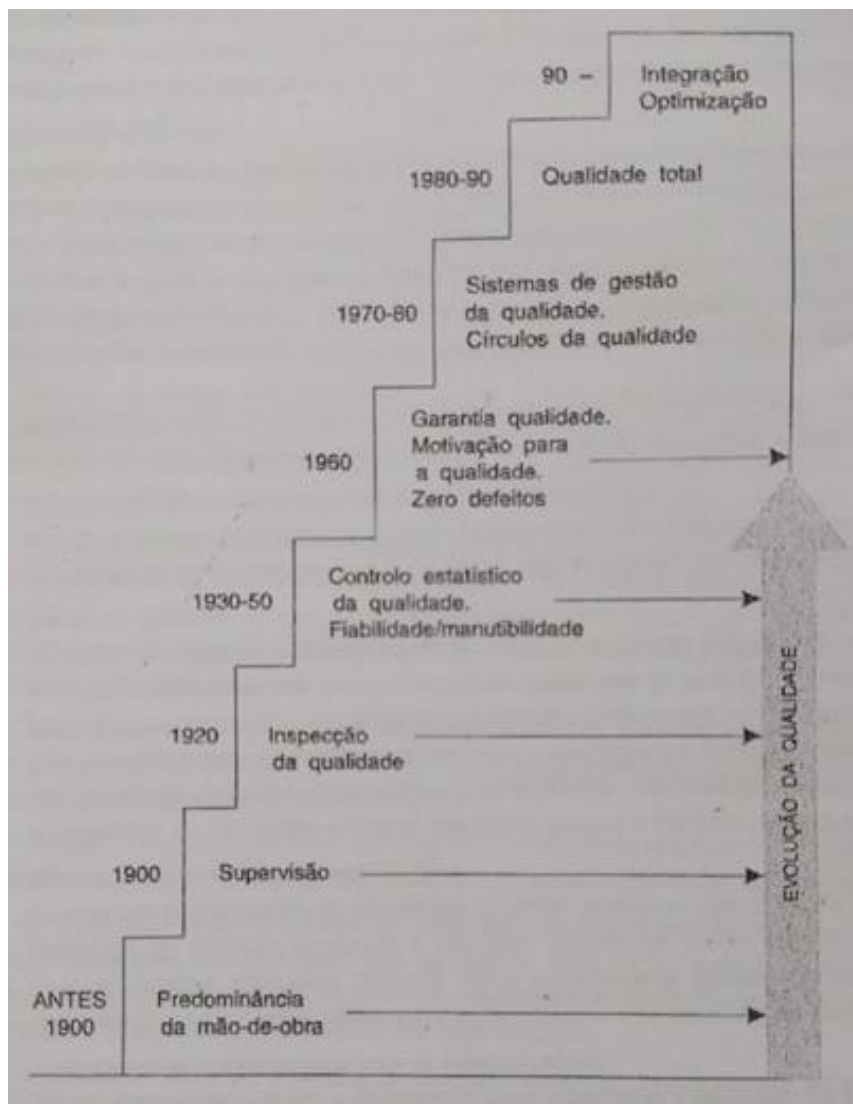 90 – Integração
Optimização
1980-90 Qualidade total
1970-80 Sistemas de gestão
da qualidade.
Círculos da qualidade
1960 Garantia qualidade.
Motivação para
a qualidade.
Zero defeitos
1930-50 Controlo estatístico
da qualidade.
Fiabilidade/manutibilidade
1920 Inspecção
da qualidade
1900 Supervisão
ANTES
1900
Predominância
da mão-de-obra
EVOLUÇÃO DA QUALIDADE